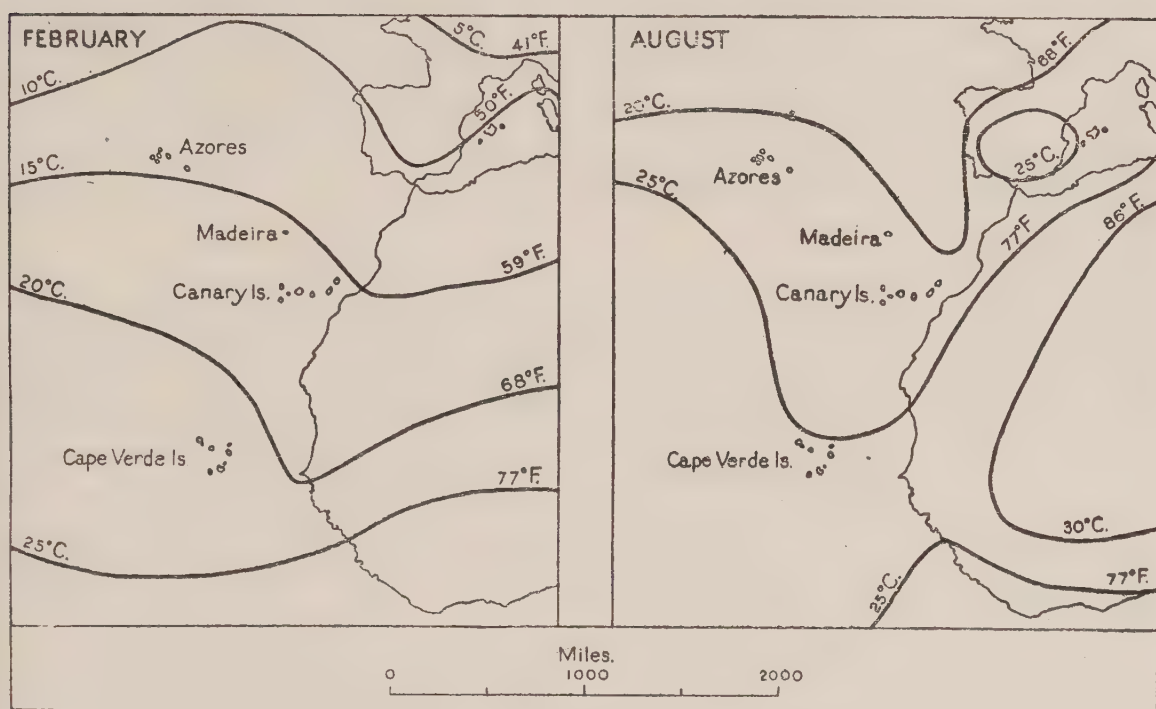 FEBRUARY
5°C.
41°F.
10°C.
50°F.
Azores
15°C.
Madeira
59°F.
20°C.
Canary Is.
68°F.
Cape Verde Is
77°F.
25°C.
AUGUST
68°F.
20°C.
25°C.
Azores
25°C.
86°F.
77°F
Madeira
Canary Is.
Cape Verde Is.
30°C.
25°C.
77°F.
Miles.
0 1000 2000